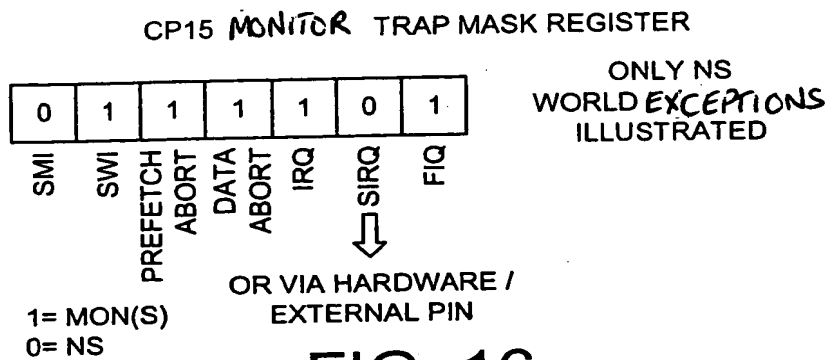 CP15 MONITOR TRAP MASK REGISTER
ONLY NS
WORLD EXCEPTIONS
ILLUSTRATED
0 1 1 1 1 0 1
SMI
SWI
PREFETCH
ABORT
DATA
ABORT
IRQ
SIRQ
FIQ
OR VIA HARDWARE /
EXTERNAL PIN
1= MON(S)
0= NS